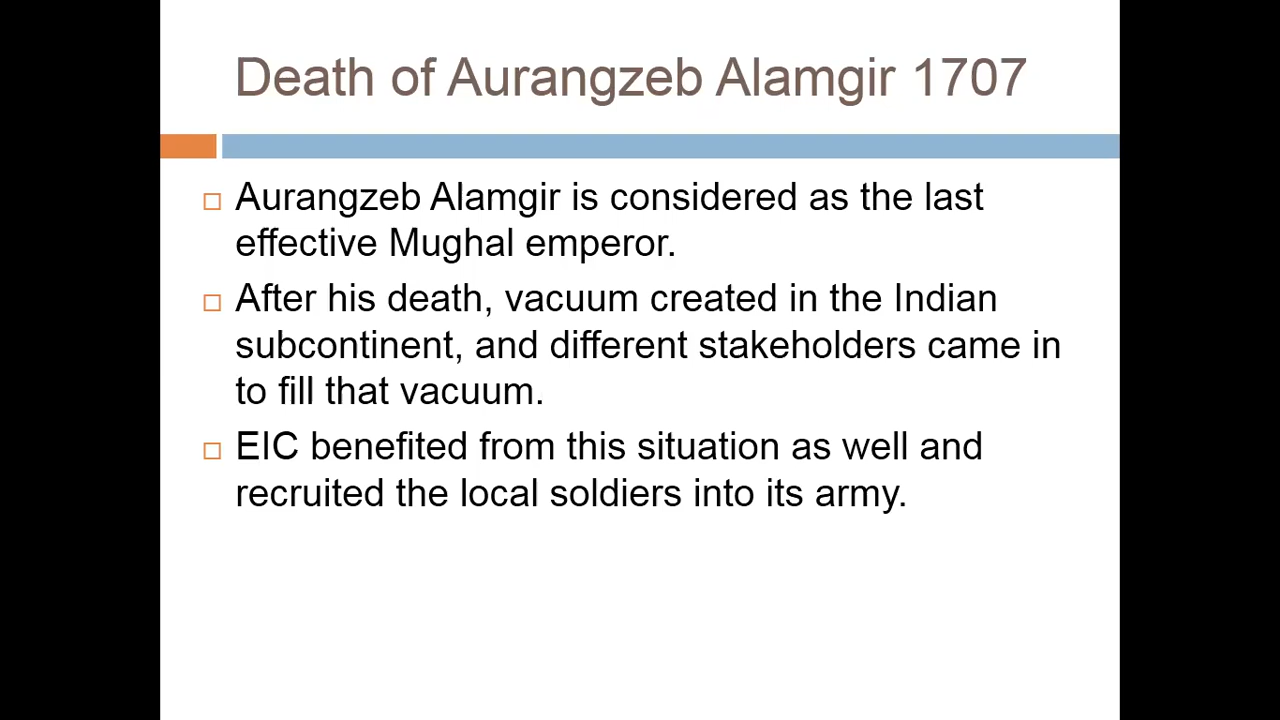 Death of Aurangzeb Alamgir 1707
Aurangzeb Alamgir is considered as the last
effective Mughal emperor.
After his death, vacuum created in the Indian
subcontinent, and different stakeholders came in
to fill that vacuum.
EIC benefited from this situation as well and
recruited the local soldiers into its army.